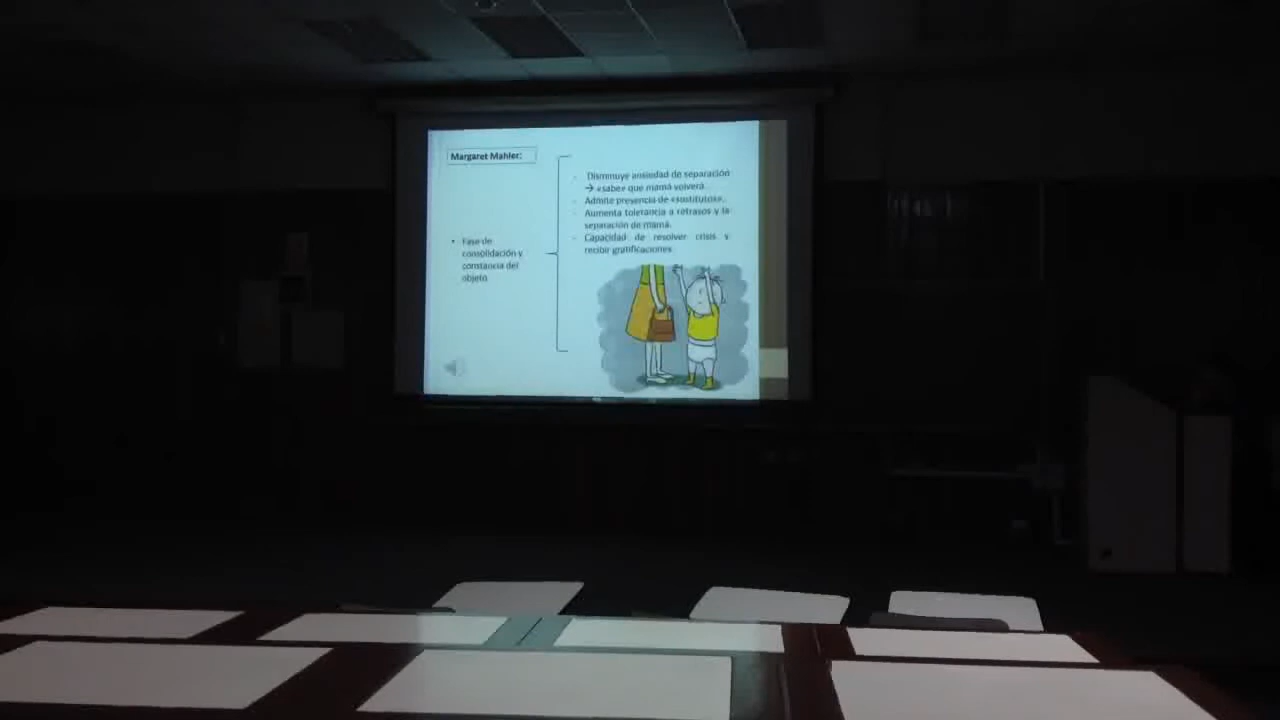 Margaret Mahler:
- Disminuye ansiedad de separación
→ «sabe» que mamá volverá.
- Admite presencia de «sustitutos».
- Aumenta tolerancia a retrasos y la
separación de mamá.
- Capacidad de resolver crisis y
recibir gratificaciones
• Fase de
consolidación y
constancia del
objeto